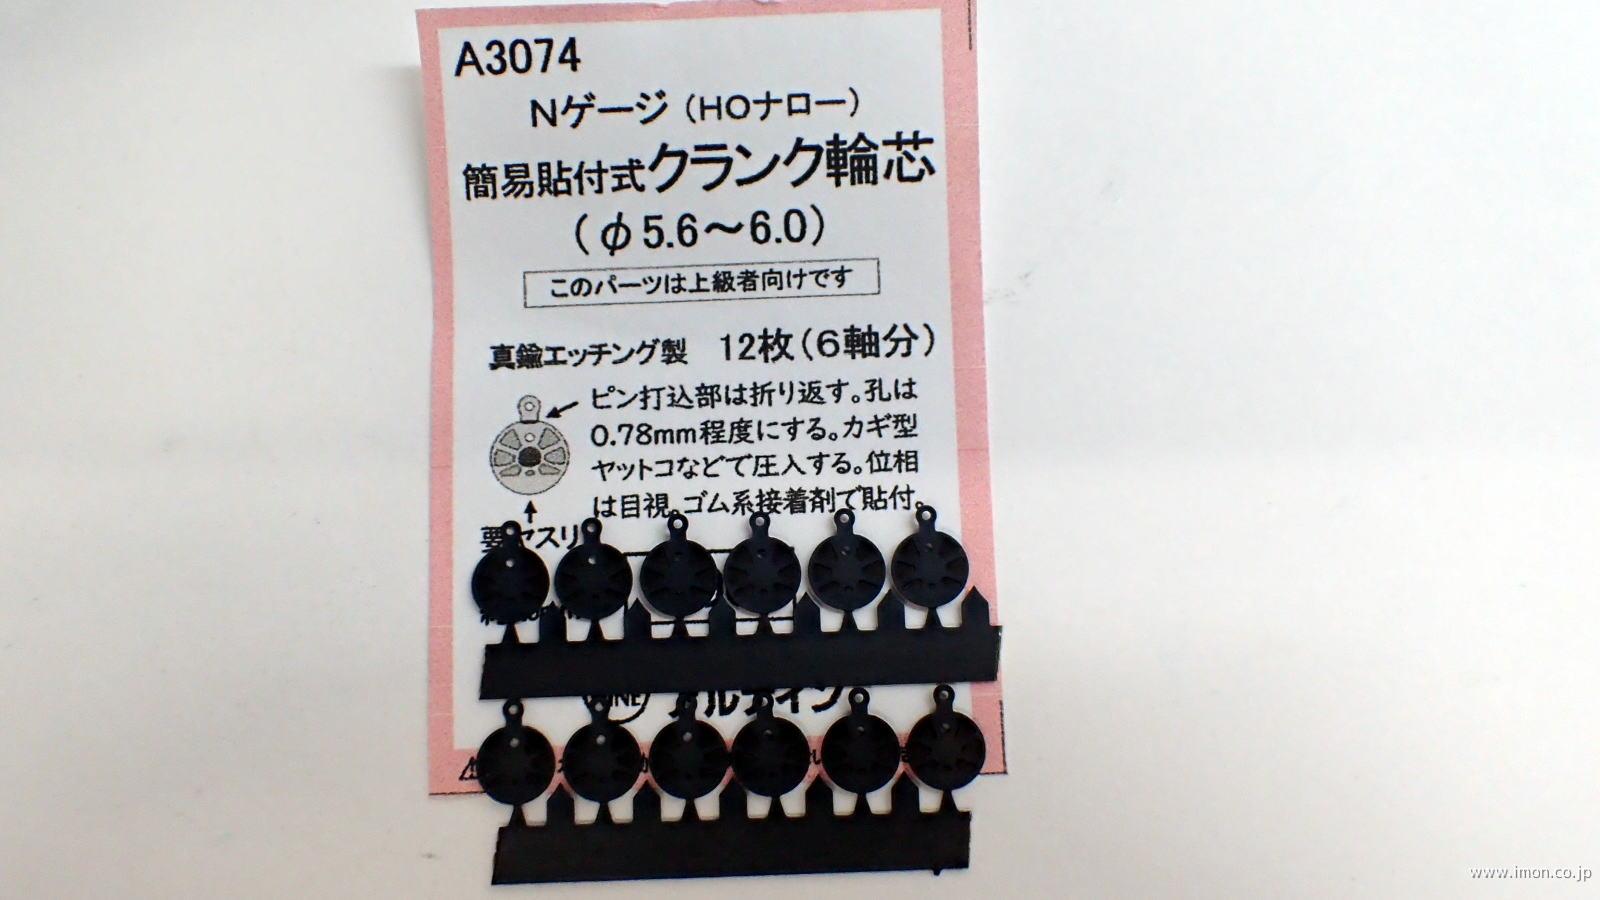 A3074
Nゲージ（HOナロー）
簡易貼付式クランク輪芯
（φ5.6～6.0）
このパーツは上級者向けです
真鍮エッチング製　12枚（6軸分）
ピン打込部は折り返す。孔は
0.78mm程度にする。カギ型
ヤットコなどで圧入する。位相
は目視。ゴム系接着剤で貼付。
要ヤスリ
www.imon.co.jp